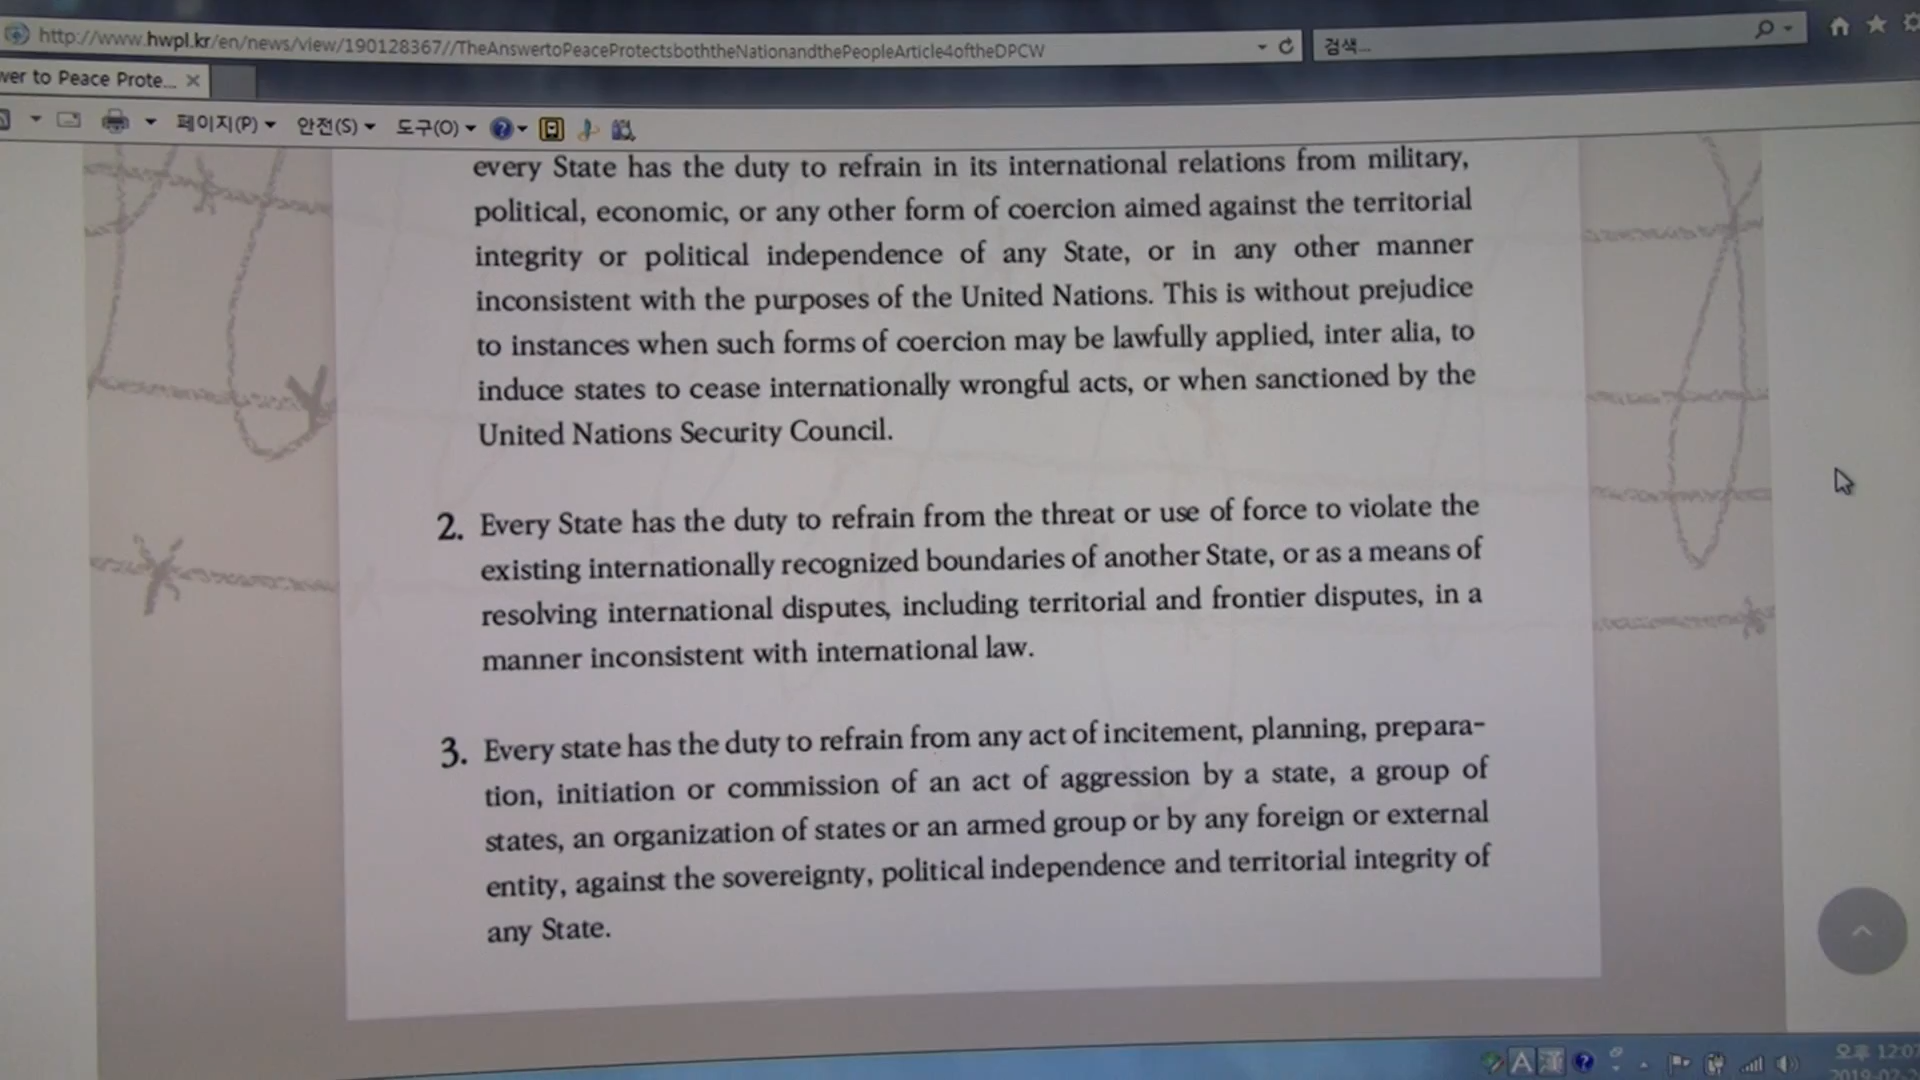 http://www.hwpl.kr/en/news/view/190128367//TheAnswertoPeaceProtectsboththeNationandthePeopleArticle4oftheDPCW
검색...
to Peace Prote...
페이지(P) 안전(S) 도구(O)
every State has the duty to refrain in its international relations from military,
political, economic, or any other form of coercion aimed against the territorial
integrity or political independence of any State, or in any other manner
inconsistent with the purposes of the United Nations. This is without prejudice
to instances when such forms of coercion may be lawfully applied, inter alia, to
induce states to cease internationally wrongful acts, or when sanctioned by the
United Nations Security Council.
2. Every State has the duty to refrain from the threat or use of force to violate the
existing internationally recognized boundaries of another State, or as a means of
resolving international disputes, including territorial and frontier disputes, in a
manner inconsistent with international law.
3. Every state has the duty to refrain from any act of incitement, planning, prepara-
tion, initiation or commission of an act of aggression by a state, a group of
states, an organization of states or an armed group or by any foreign or external
entity, against the sovereignty, political independence and territorial integrity of
any State.
A 漢
오후 12:07